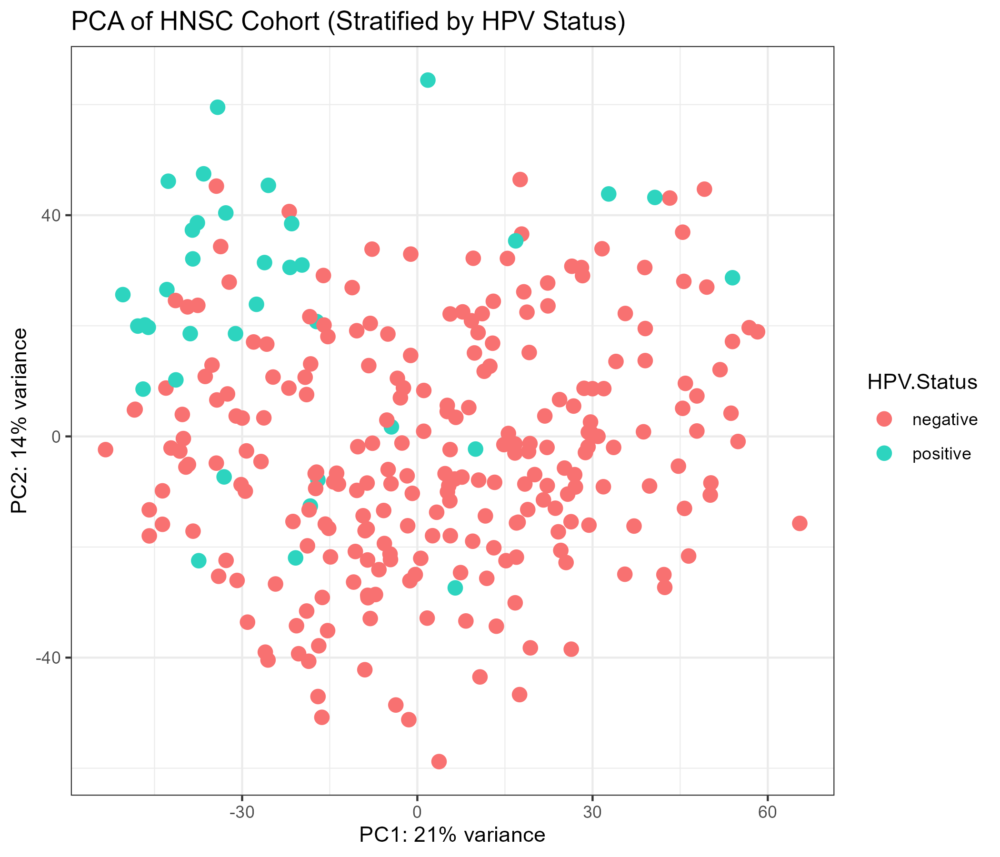 PCA of HNSC Cohort (Stratified by HPV Status)
PC2: 14% variance
40
0
-40
-30
0
30
60
PC1: 21% variance
HPV.Status
negative
positive